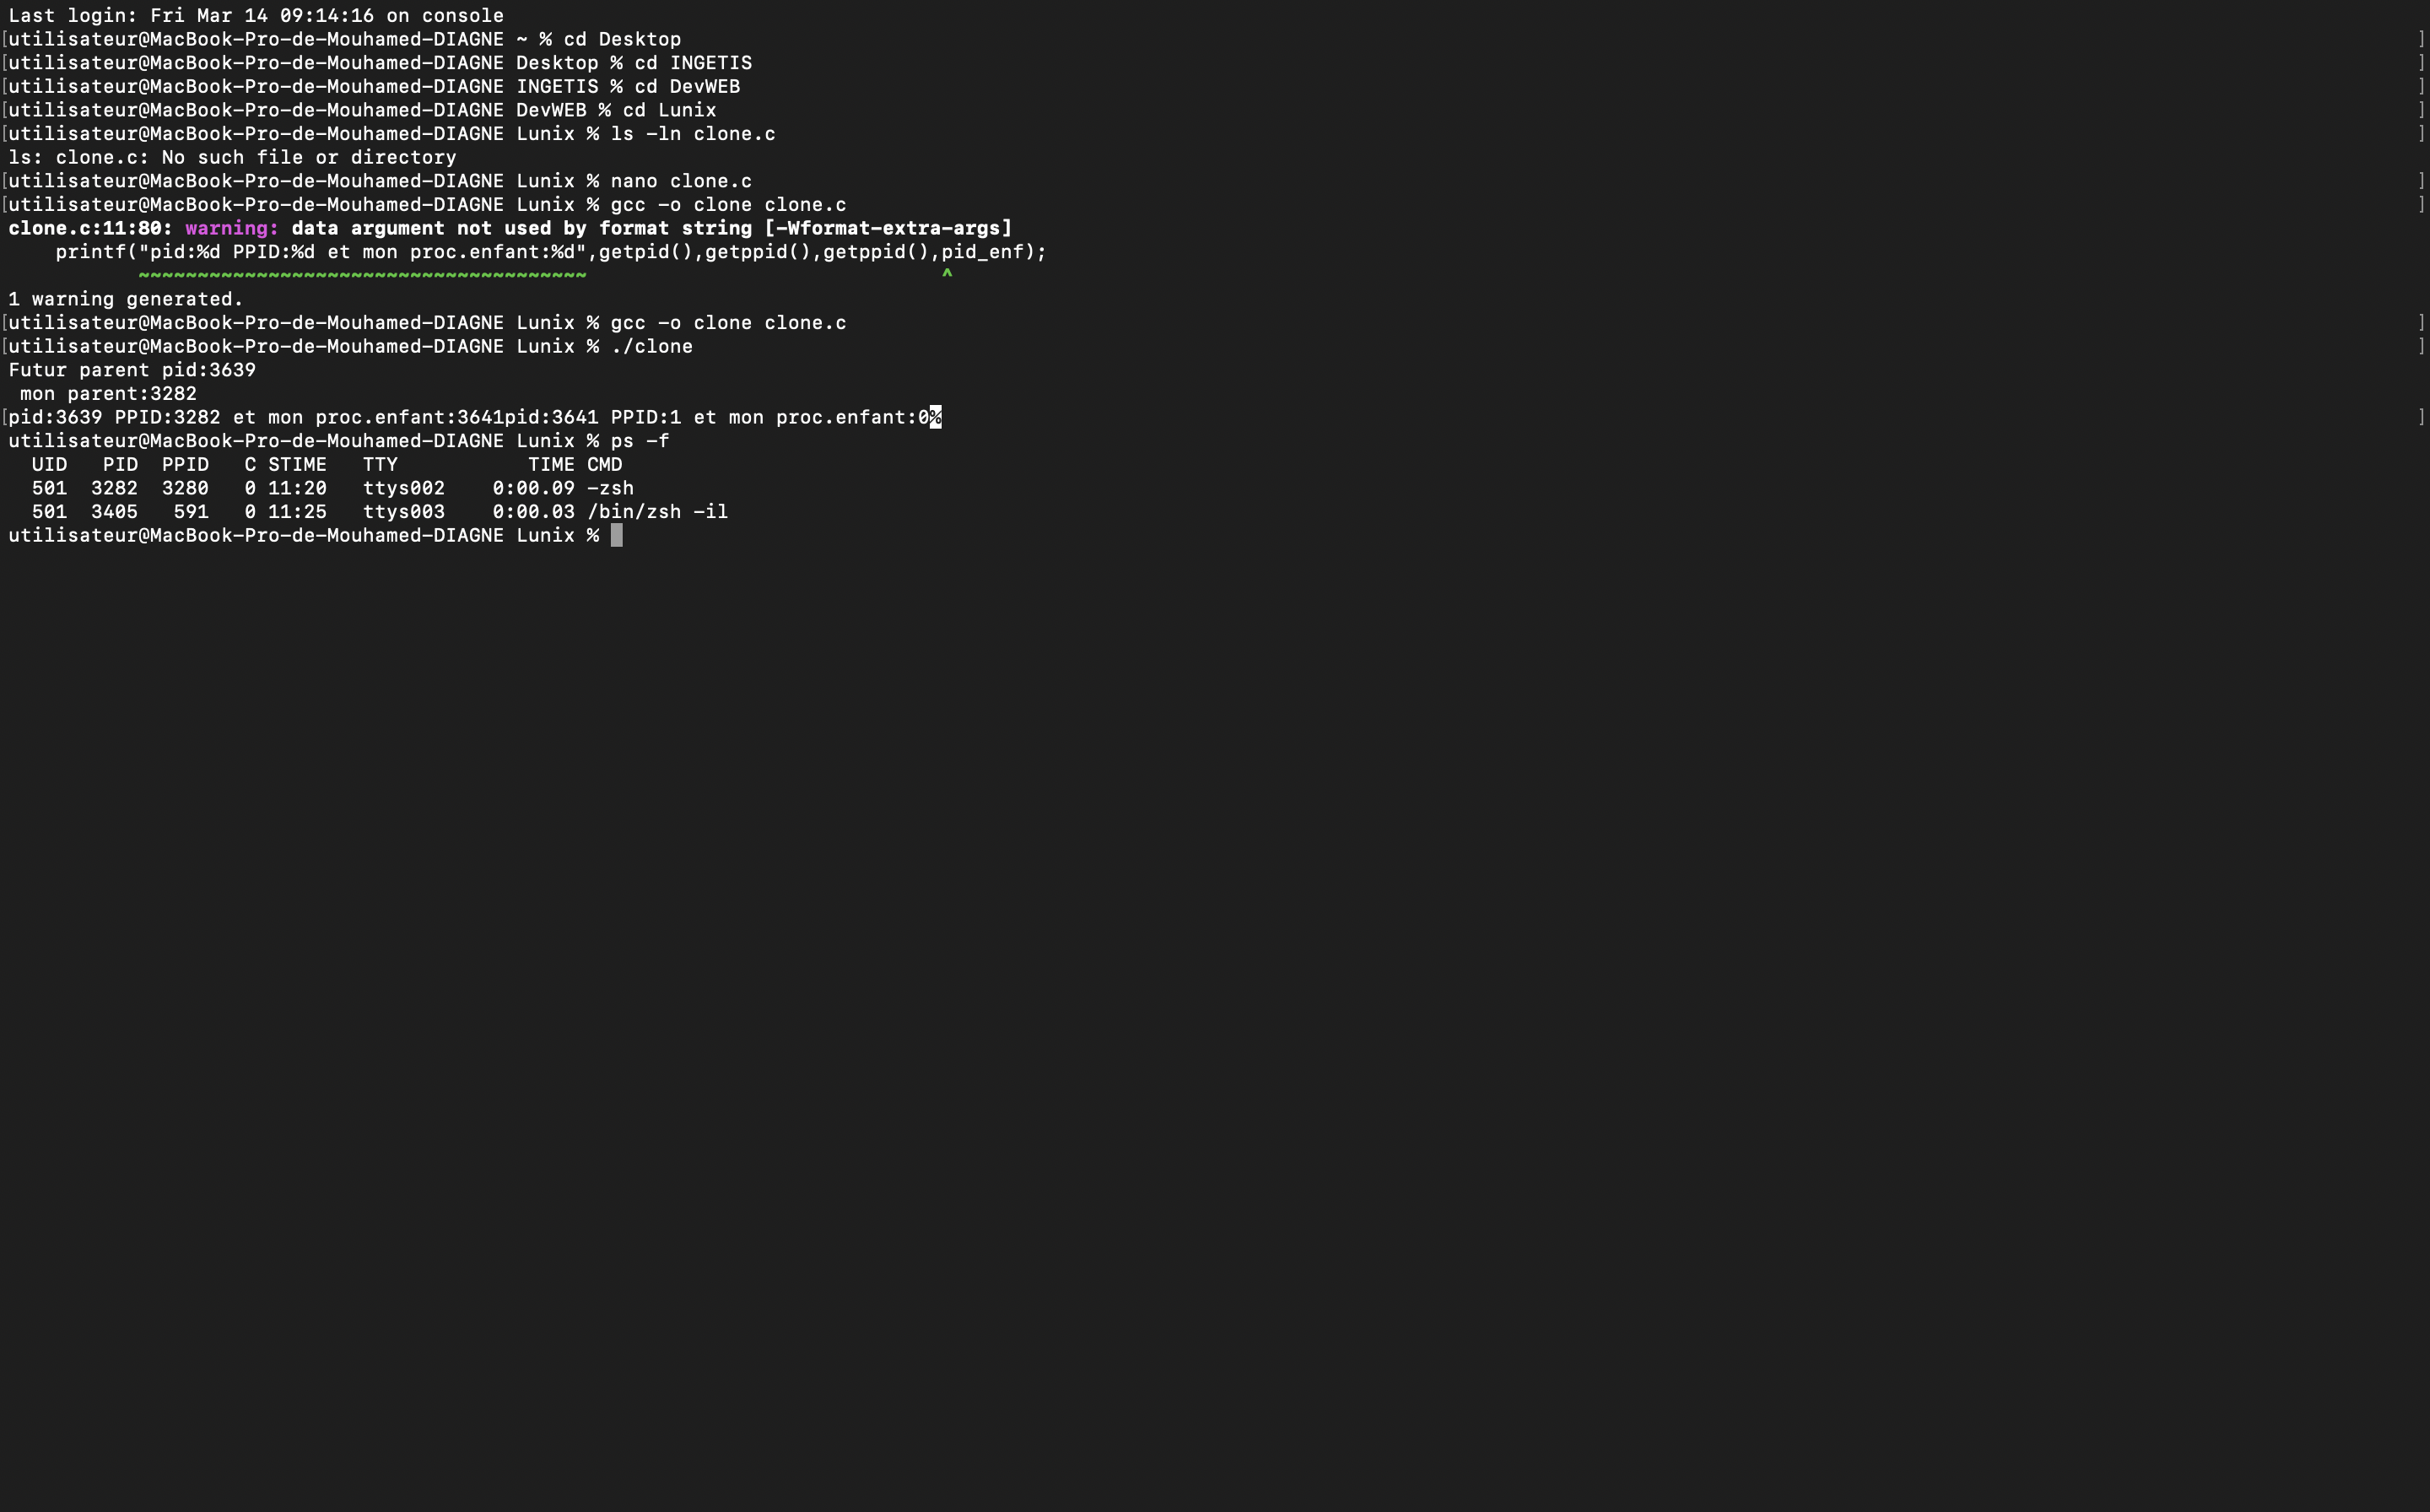 Last login: Fri Mar 14 09:14:16 on console
[utilisateur@MacBook-Pro-de-Mouhamed-DIAGNE ~ % cd Desktop ]
[utilisateur@MacBook-Pro-de-Mouhamed-DIAGNE Desktop % cd INGETIS ]
[utilisateur@MacBook-Pro-de-Mouhamed-DIAGNE INGETIS % cd DevWEB ]
[utilisateur@MacBook-Pro-de-Mouhamed-DIAGNE DevWEB % cd Lunix ]
[utilisateur@MacBook-Pro-de-Mouhamed-DIAGNE Lunix % ls -ln clone.c ]
ls: clone.c: No such file or directory
[utilisateur@MacBook-Pro-de-Mouhamed-DIAGNE Lunix % nano clone.c ]
[utilisateur@MacBook-Pro-de-Mouhamed-DIAGNE Lunix % gcc -o clone clone.c ]
clone.c:11:80: warning: data argument not used by format string [-Wformat-extra-args]
    printf("pid:%d PPID:%d et mon proc.enfant:%d",getpid(),getppid(),getppid(),pid_enf);
           ~~~~~~~~~~~~~~~~~~~~~~~~~~~~~~~~~~~~~~                              ^
1 warning generated.
[utilisateur@MacBook-Pro-de-Mouhamed-DIAGNE Lunix % gcc -o clone clone.c ]
[utilisateur@MacBook-Pro-de-Mouhamed-DIAGNE Lunix % ./clone ]
Futur parent pid:3639
 mon parent:3282
[pid:3639 PPID:3282 et mon proc.enfant:3641pid:3641 PPID:1 et mon proc.enfant:0% ]
utilisateur@MacBook-Pro-de-Mouhamed-DIAGNE Lunix % ps -f
  UID   PID  PPID   C STIME   TTY           TIME CMD
  501  3282  3280   0 11:20   ttys002    0:00.09 -zsh
  501  3405   591   0 11:25   ttys003    0:00.03 /bin/zsh -il
utilisateur@MacBook-Pro-de-Mouhamed-DIAGNE Lunix %